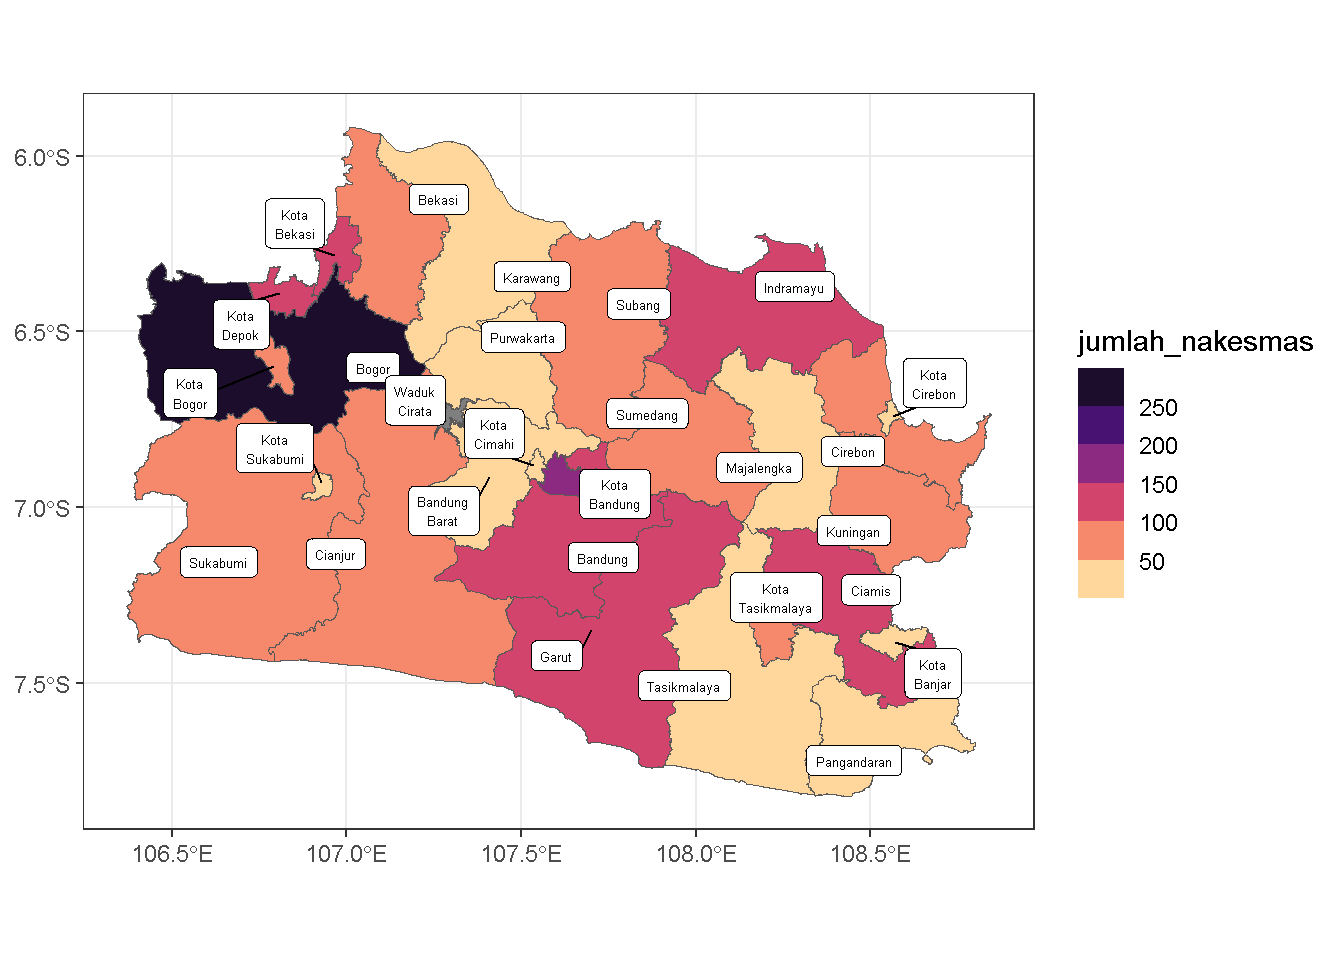 6.0°S
6.5°S
7.0°S
7.5°S
106.5°E
107.0°E
107.5°E
108.0°E
108.5°E
Bekasi
Kota
Bekasi
Karawang
Indramayu
Subang
Kota
Depok
Purwakarta
Bogor
Kota
Bogor
Waduk
Cirata
Kota
Cirebon
Sumedang
Kota
Cimahi
Kota
Sukabumi
Cirebon
Majalengka
Kota
Bandung
Bandung
Barat
Kuningan
Cianjur
Sukabumi
Bandung
Kota
Tasikmalaya
Ciamis
Garut
Kota
Banjar
Tasikmalaya
Pangandaran
jumlah_nakesmas
250
200
150
100
50